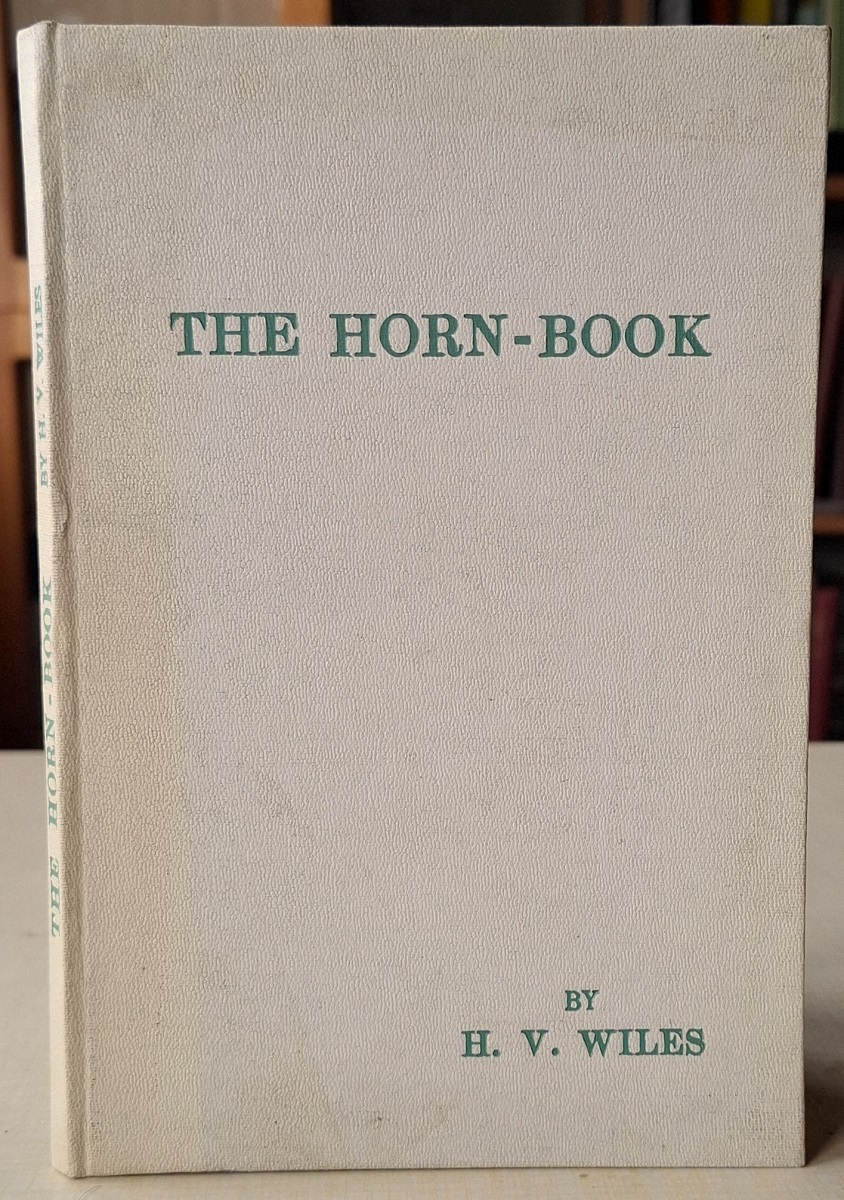 THE HORN-BOOK
BY
H. V. WILES
THE HORN-BOOK BY H. V. WILES